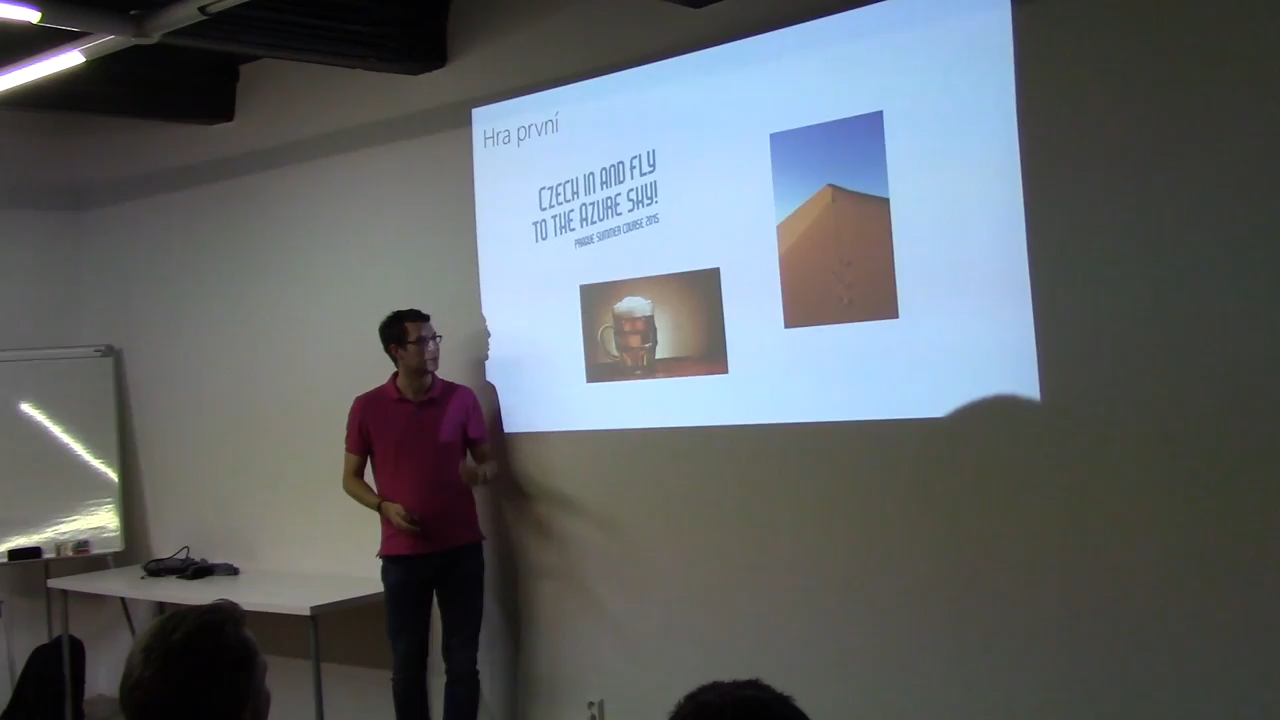 Hra první
CZECH IN AND FLY
TO THE AZURE SKY!
PRAGUE SUMMER COURSE 2015